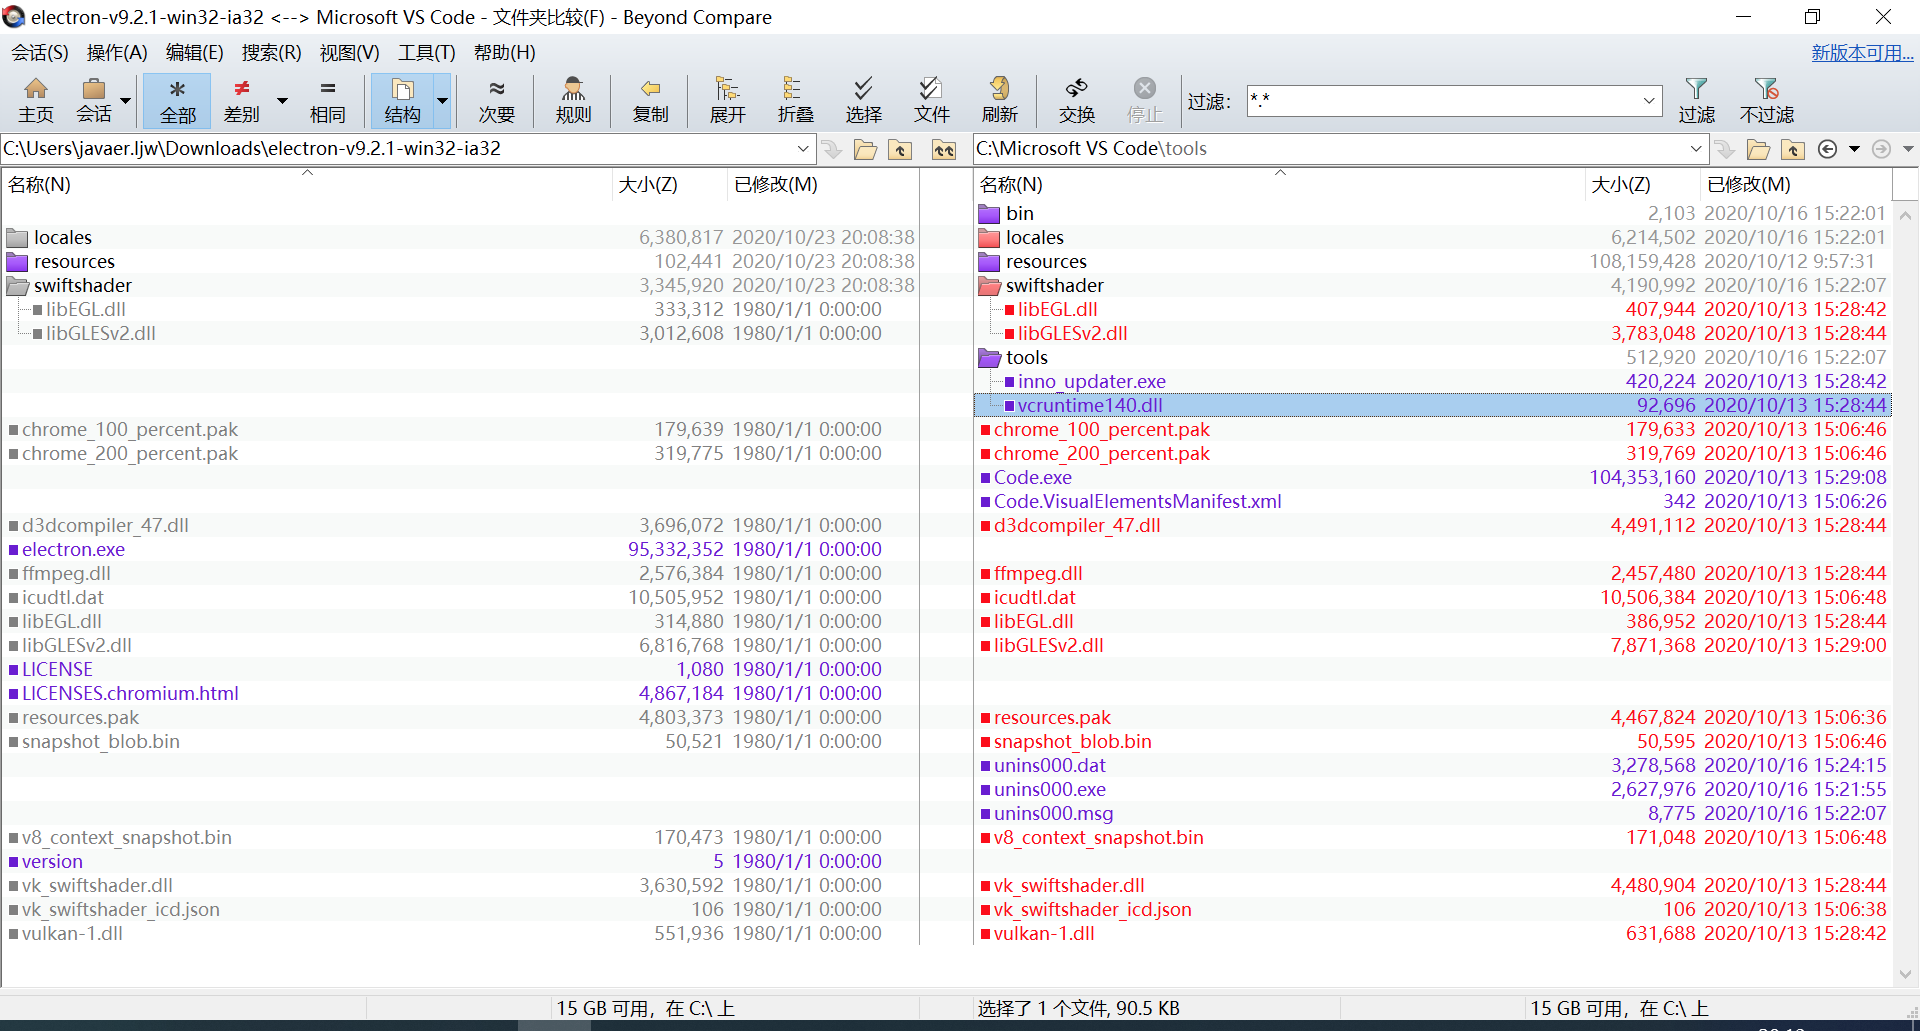 electron-v9.2.1-win32-ia32 <--> Microsoft VS Code - 文件夹比较(F) - Beyond Compare
会话(S) 操作(A) 编辑(E) 搜索(R) 视图(V) 工具(T) 帮助(H) 新版本可用...
主页 会话 * 全部 ≠ 差别 = 相同 结构 ≈ 次要 规则 复制 展开 折叠 选择 文件 刷新 交换 停止 过滤: *.* 过滤 不过滤
C:\Users\javaer.ljw\Downloads\electron-v9.2.1-win32-ia32 C:\Microsoft VS Code\tools
名称(N) 大小(Z) 已修改(M) 名称(N) 大小(Z) 已修改(M)
bin 2,103 2020/10/16 15:22:01
locales 6,380,817 2020/10/23 20:08:38 locales 6,214,502 2020/10/16 15:22:01
resources 102,441 2020/10/23 20:08:38 resources 108,159,428 2020/10/12 9:57:31
swiftshader 3,345,920 2020/10/23 20:08:38 swiftshader 4,190,992 2020/10/16 15:22:07
libEGL.dll 333,312 1980/1/1 0:00:00 libEGL.dll 407,944 2020/10/13 15:28:42
libGLESv2.dll 3,012,608 1980/1/1 0:00:00 libGLESv2.dll 3,783,048 2020/10/13 15:28:44
tools 512,920 2020/10/16 15:22:07
inno_updater.exe 420,224 2020/10/13 15:28:42
vcruntime140.dll 92,696 2020/10/13 15:28:44
chrome_100_percent.pak 179,639 1980/1/1 0:00:00 chrome_100_percent.pak 179,633 2020/10/13 15:06:46
chrome_200_percent.pak 319,775 1980/1/1 0:00:00 chrome_200_percent.pak 319,769 2020/10/13 15:06:46
Code.exe 104,353,160 2020/10/13 15:29:08
Code.VisualElementsManifest.xml 342 2020/10/13 15:06:26
d3dcompiler_47.dll 3,696,072 1980/1/1 0:00:00 d3dcompiler_47.dll 4,491,112 2020/10/13 15:28:44
electron.exe 95,332,352 1980/1/1 0:00:00
ffmpeg.dll 2,576,384 1980/1/1 0:00:00 ffmpeg.dll 2,457,480 2020/10/13 15:28:44
icudtl.dat 10,505,952 1980/1/1 0:00:00 icudtl.dat 10,506,384 2020/10/13 15:06:48
libEGL.dll 314,880 1980/1/1 0:00:00 libEGL.dll 386,952 2020/10/13 15:28:44
libGLESv2.dll 6,816,768 1980/1/1 0:00:00 libGLESv2.dll 7,871,368 2020/10/13 15:29:00
LICENSE 1,080 1980/1/1 0:00:00
LICENSES.chromium.html 4,867,184 1980/1/1 0:00:00
resources.pak 4,803,373 1980/1/1 0:00:00 resources.pak 4,467,824 2020/10/13 15:06:36
snapshot_blob.bin 50,521 1980/1/1 0:00:00 snapshot_blob.bin 50,595 2020/10/13 15:06:46
unins000.dat 3,278,568 2020/10/16 15:24:15
unins000.exe 2,627,976 2020/10/16 15:21:55
unins000.msg 8,775 2020/10/16 15:22:07
v8_context_snapshot.bin 170,473 1980/1/1 0:00:00 v8_context_snapshot.bin 171,048 2020/10/13 15:06:48
version 5 1980/1/1 0:00:00
vk_swiftshader.dll 3,630,592 1980/1/1 0:00:00 vk_swiftshader.dll 4,480,904 2020/10/13 15:28:44
vk_swiftshader_icd.json 106 1980/1/1 0:00:00 vk_swiftshader_icd.json 106 2020/10/13 15:06:38
vulkan-1.dll 551,936 1980/1/1 0:00:00 vulkan-1.dll 631,688 2020/10/13 15:28:42
15 GB 可用，在 C:\ 上 选择了 1 个文件, 90.5 KB 15 GB 可用，在 C:\ 上